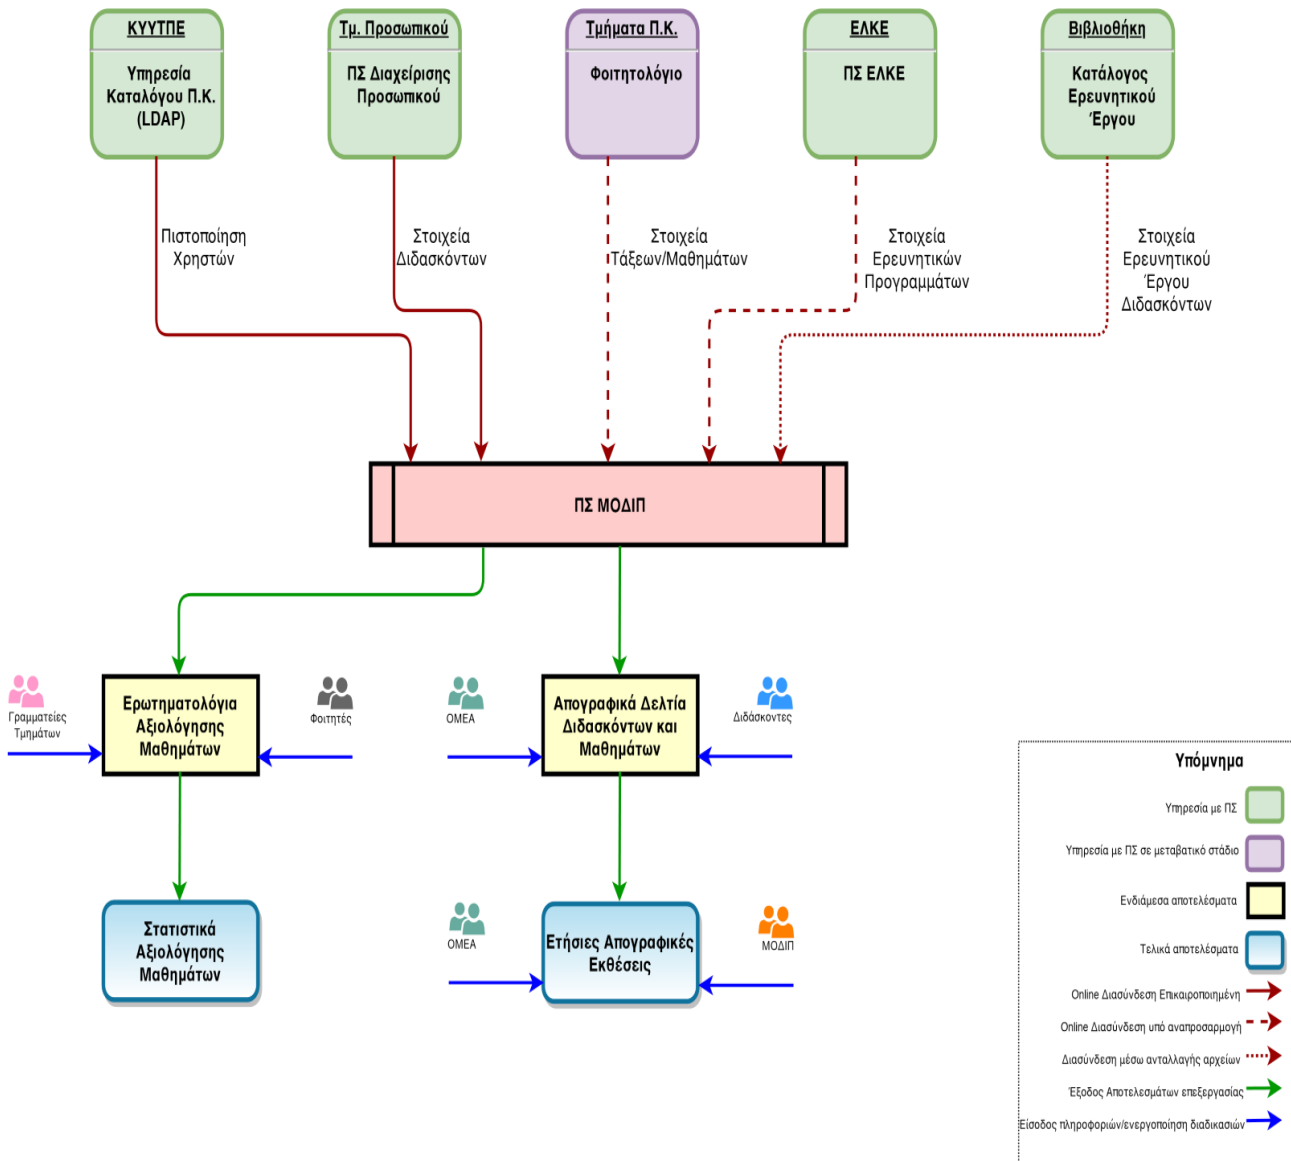 ΚΥΥΤΠΕ
Υπηρεσία
Καταλόγου Π.Κ.
(LDAP)
Τμ. Προσωπικού
ΠΣ Διαχείρισης
Προσωπικού
Τμήματα Π.Κ.
Φοιτητολόγιο
ΕΛΚΕ
ΠΣ ΕΛΚΕ
Βιβλιοθήκη
Κατάλογος
Ερευνητικού
Έργου
Πιστοποίηση
Χρηστών
Στοιχεία
Διδασκόντων
Στοιχεία
Τάξεων/Μαθημάτων
Στοιχεία
Ερευνητικών
Προγραμμάτων
Στοιχεία
Ερευνητικού
Έργου
Διδασκόντων
ΠΣ ΜΟΔΙΠ
Γραμματείες
Τμημάτων
Ερωτηματολόγια
Αξιολόγησης
Μαθημάτων
Φοιτητές
ΟΜΕΑ
Απογραφικά Δελτία
Διδασκόντων και
Μαθημάτων
Διδάσκοντες
Στατιστικά
Αξιολόγησης
Μαθημάτων
ΟΜΕΑ
Ετήσιες Απογραφικές
Εκθέσεις
ΜΟΔΙΠ
Υπόμνημα
Υπηρεσία με ΠΣ
Υπηρεσία με ΠΣ σε μεταβατικό στάδιο
Ενδιάμεσα αποτελέσματα
Τελικά αποτελέσματα
Online Διασύνδεση Επικαιροποιημένη
Online Διασύνδεση υπό αναπροσαρμογή
Διασύνδεση μέσω ανταλλαγής αρχείων
Έξοδος Αποτελεσμάτων επεξεργασίας
Είσοδος πληροφοριών/ενεργοποίηση διαδικασιών